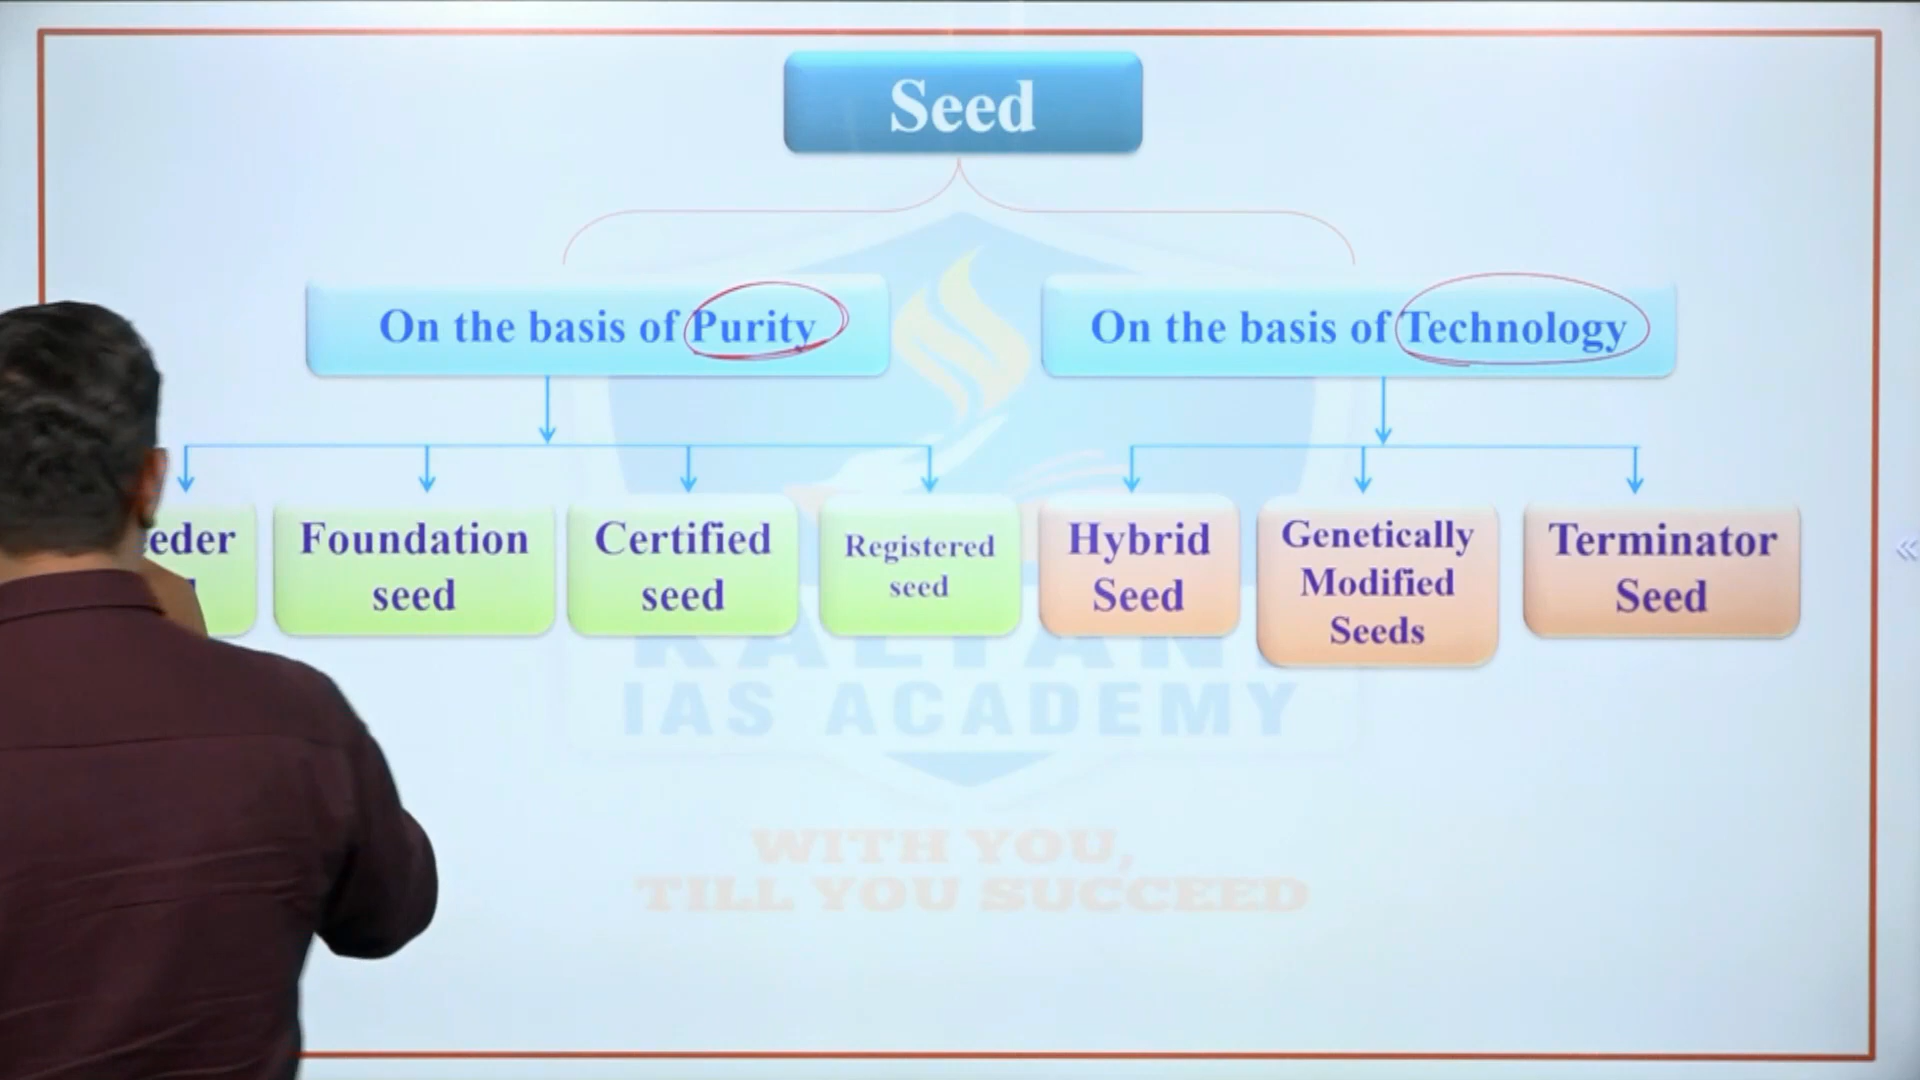 Seed
On the basis of Purity
On the basis of Technology
Foundation
seed
Certified
seed
Registered
seed
Hybrid
Seed
Genetically
Modified
Seeds
Terminator
Seed
KALYAN
IAS ACADEMY
WITH YOU,
TILL YOU SUCCEED